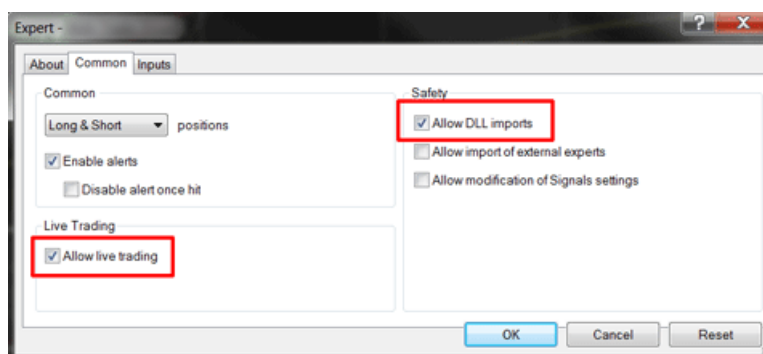 Expert -
About Common Inputs
Common
Long & Short positions
Enable alerts
Disable alert once hit
Live Trading
Allow live trading
Safety
Allow DLL imports
Allow import of external experts
Allow modification of Signals settings
OK Cancel Reset